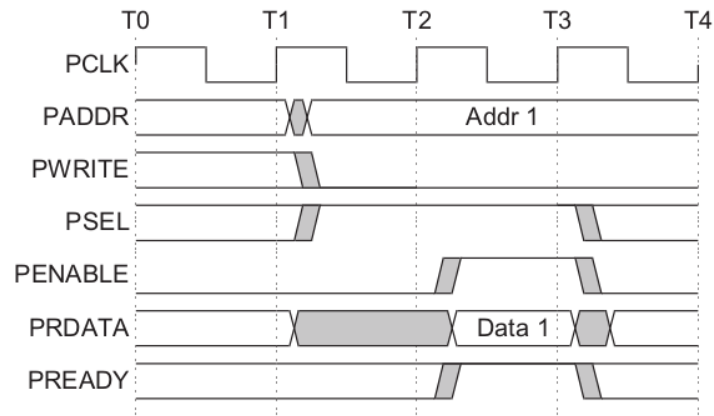 T0 T1 T2 T3 T4
PCLK
PADDR Addr 1
PWRITE
PSEL
PENABLE
PRDATA Data 1
PREADY